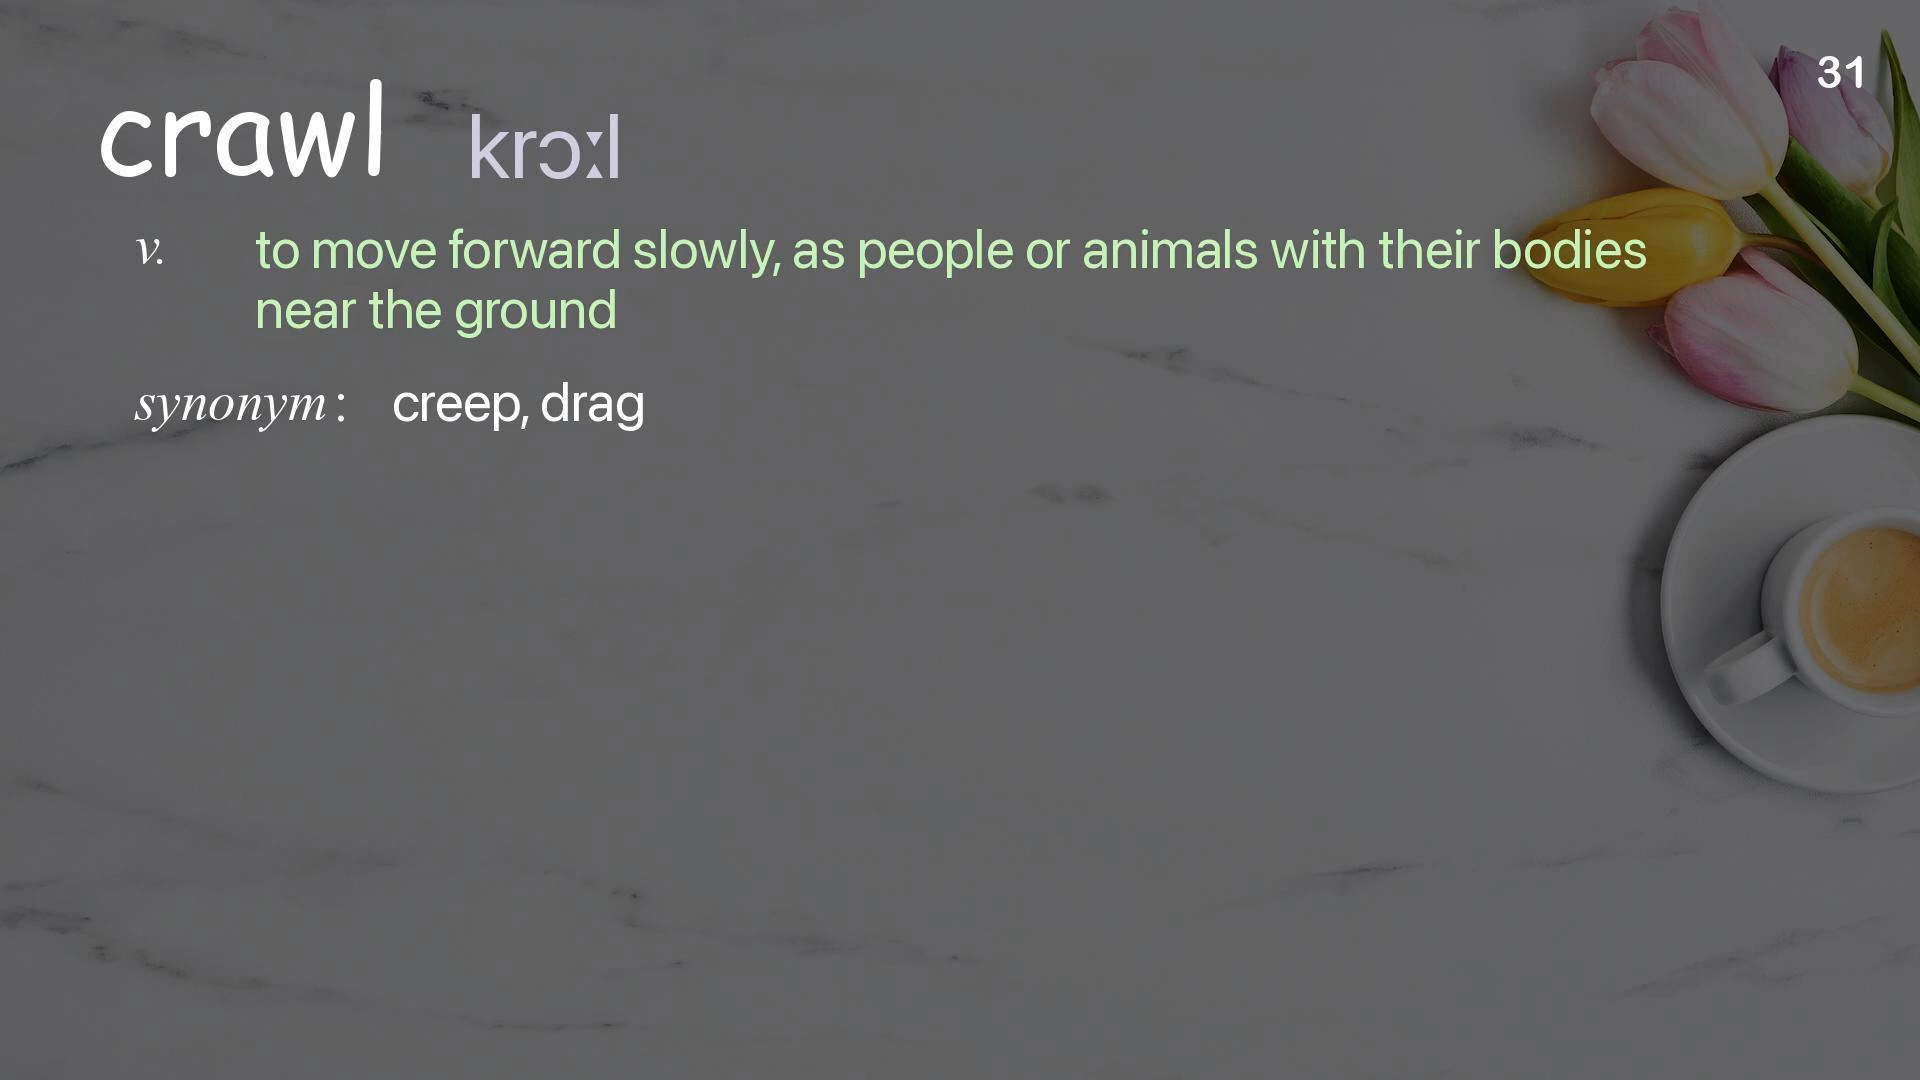 31
crawl krɔːl
v. to move forward slowly, as people or animals with their bodies
near the ground
synonym : creep, drag